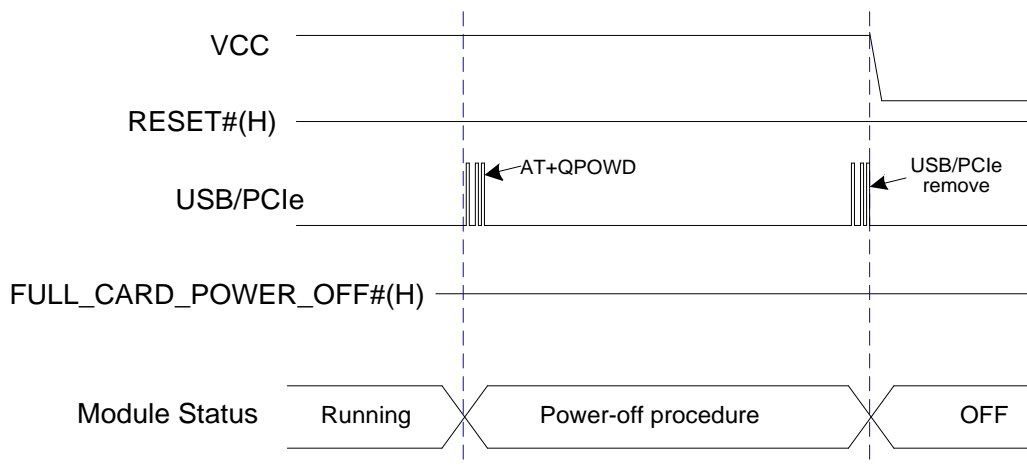 VCC
RESET#(H)
USB/PCIe
AT+QPOWD
USB/PCIe
remove
FULL_CARD_POWER_OFF#(H)
Module Status
Running
Power-off procedure
OFF